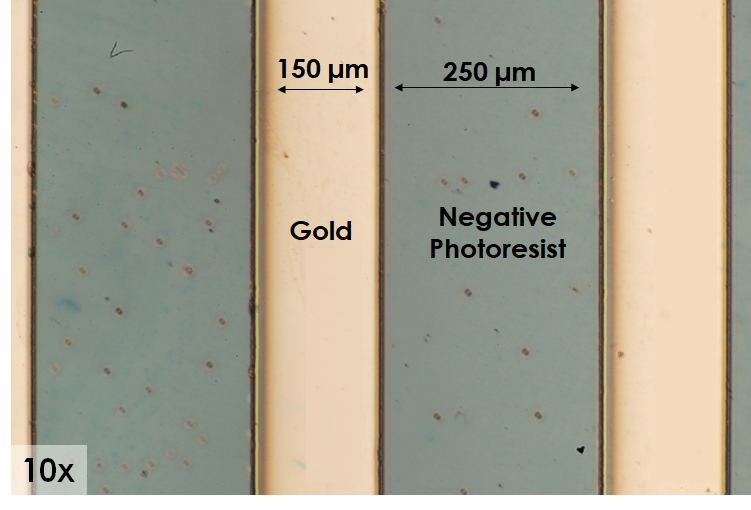 150 µm
250 µm
Gold
Negative
Photoresist
10x